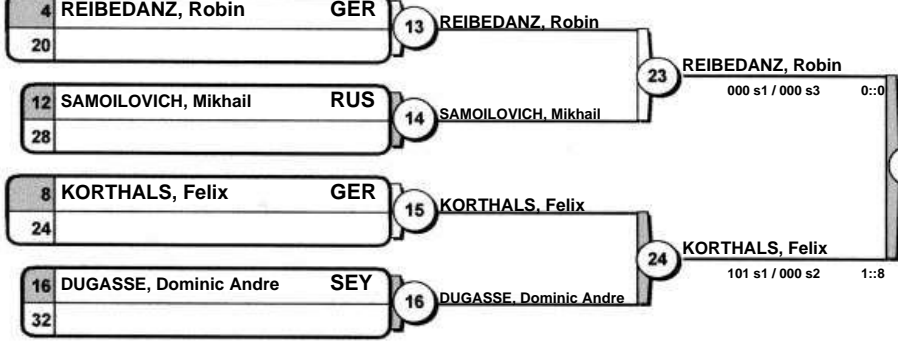 4 REIBEDANZ, Robin GER
20
13
REIBEDANZ, Robin
12 SAMOILOVICH, Mikhail RUS
28
14
SAMOILOVICH, Mikhail
23
REIBEDANZ, Robin
000 s1 / 000 s3 0::0
8 KORTHALS, Felix GER
24
15
KORTHALS, Felix
16 DUGASSE, Dominic Andre SEY
32
16
DUGASSE, Dominic Andre
24
KORTHALS, Felix
101 s1 / 000 s2 1::8